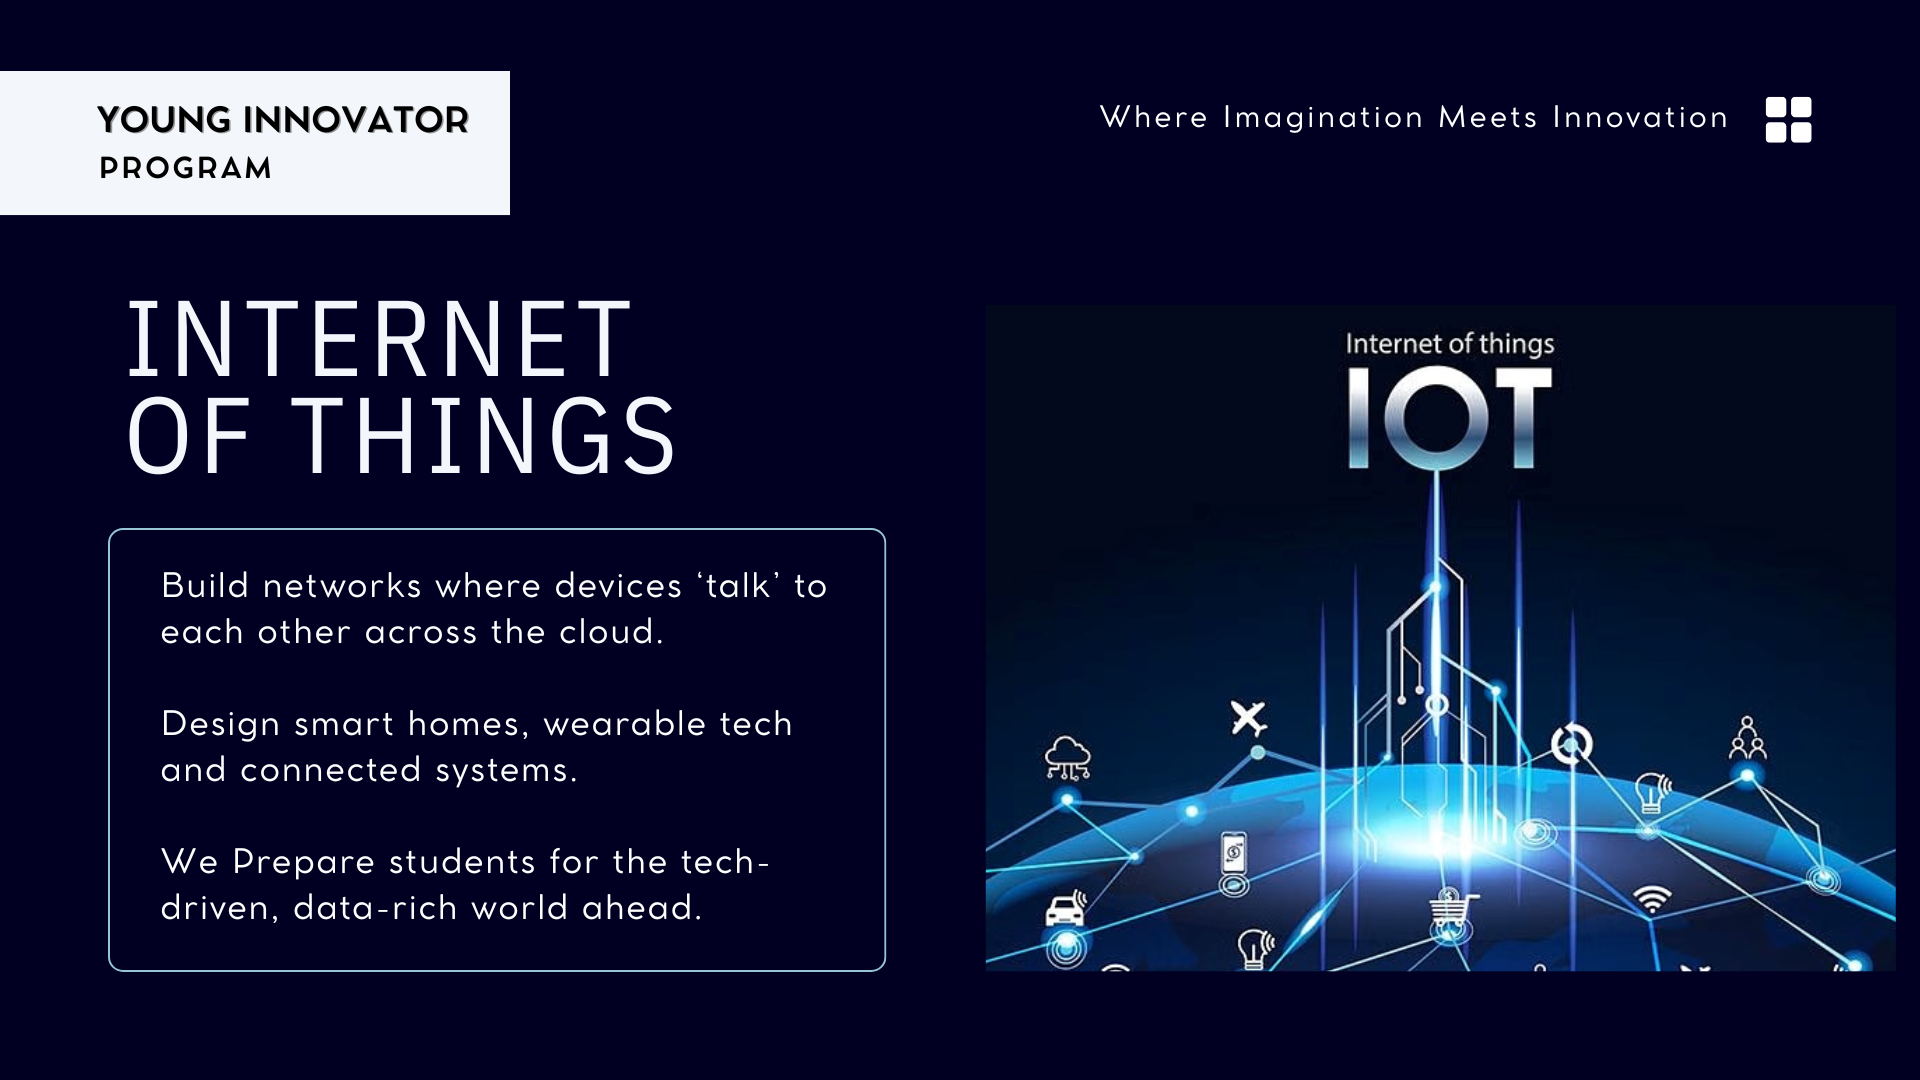 YOUNG INNOVATOR
PROGRAM
Where Imagination Meets Innovation
INTERNET
OF THINGS
Build networks where devices ‘talk’ to
each other across the cloud.
Design smart homes, wearable tech
and connected systems.
We Prepare students for the tech-
driven, data-rich world ahead.
Internet of things
IOT